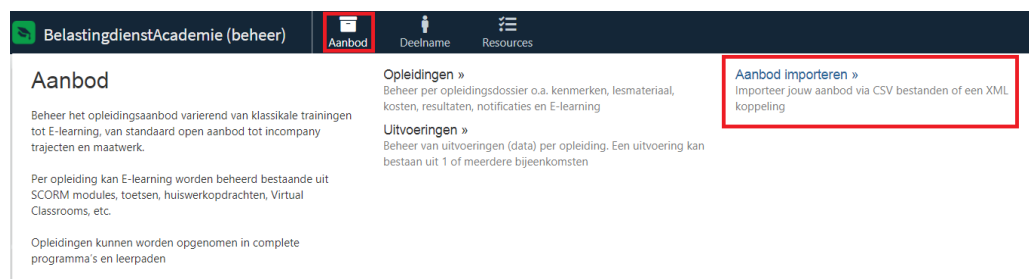 BelastingdienstAcademie (beheer)
Aanbod
Deelname
Resources
Aanbod
Beheer het opleidingsaanbod varierend van klassikale trainingen
tot E-learning, van standaard open aanbod tot incompany
trajecten en maatwerk.
Per opleiding kan E-learning worden beheerd bestaande uit
SCORM modules, toetsen, huiswerkopdrachten, Virtual
Classrooms, etc.
Opleidingen kunnen worden opgenomen in complete
programma's en leerpaden
Opleidingen »
Beheer per opleidingsdossier o.a. kenmerken, lesmateriaal,
kosten, resultaten, notificaties en E-learning
Uitvoeringen »
Beheer van uitvoeringen (data) per opleiding. Een uitvoering kan
bestaan uit 1 of meerdere bijeenkomsten
Aanbod importeren »
Importeer jouw aanbod via CSV bestanden of een XML
koppeling